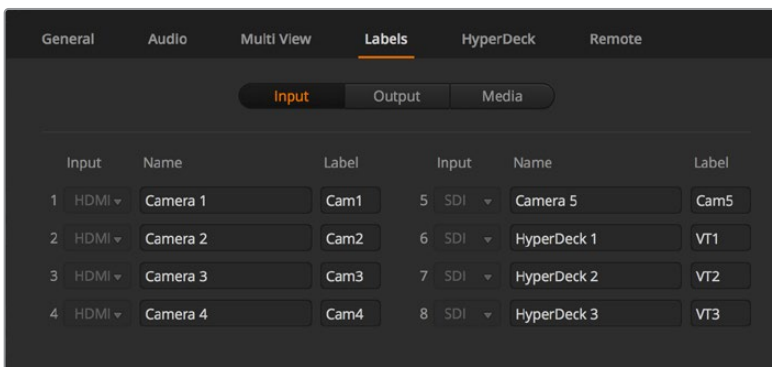 General Audio Multi View Labels HyperDeck Remote
Input Output Media
Input Name Label Input Name Label
1 HDMI Camera 1 Cam1 5 SDI Camera 5 Cam5
2 HDMI Camera 2 Cam2 6 SDI HyperDeck 1 VT1
3 HDMI Camera 3 Cam3 7 SDI HyperDeck 2 VT2
4 HDMI Camera 4 Cam4 8 SDI HyperDeck 3 VT3